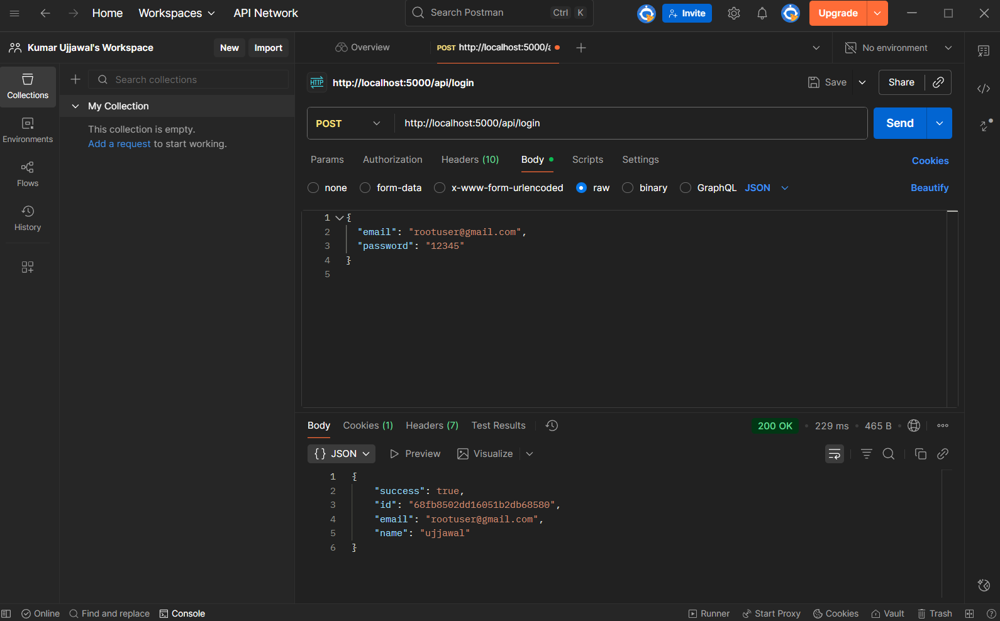 Home Workspaces API Network Search Postman Ctrl K Invite Upgrade
Kumar Ujjawal's Workspace New Import Overview POST http://localhost:5000/a No environment
Collections
Search collections
HTTP http://localhost:5000/api/login Save Share
My Collection
This collection is empty.
Add a request to start working.
Environments
Flows
History
POST http://localhost:5000/api/login Send
Params Authorization Headers (10) Body Scripts Settings Cookies
none form-data x-www-form-urlencoded raw binary GraphQL JSON Beautify
1 {
2 "email": "rootuser@gmail.com",
3 "password": "12345"
4 }
5
Body Cookies (1) Headers (7) Test Results 200 OK 229 ms 465 B
{} JSON Preview Visualize
1 {
2 "success": true,
3 "id": "68fb8502dd16051b2db68580",
4 "email": "rootuser@gmail.com",
5 "name": "ujjawal"
6 }
Online Find and replace Console Runner Start Proxy Cookies Vault Trash